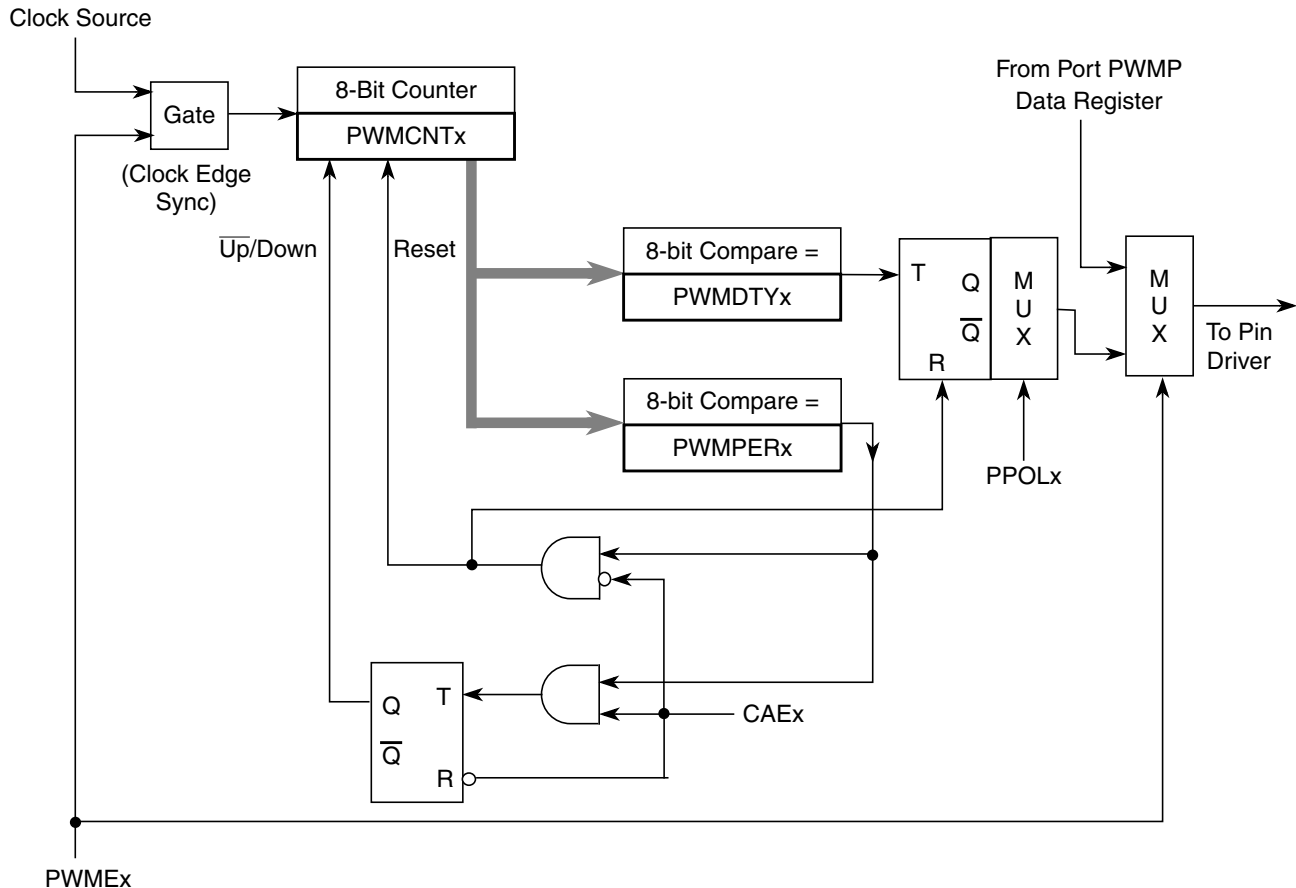 Clock Source
From Port PWMP
Data Register
8-Bit Counter
Gate
PWMCNTx
(Clock Edge
Sync)
U̅p̅/Down
Reset
8-bit Compare =
PWMDTYx
T
Q
Q̅
R
M
U
X
M
U
X
To Pin
Driver
8-bit Compare =
PWMPERx
PPOLx
Q
T
Q̅
R
CAEx
PWMEx